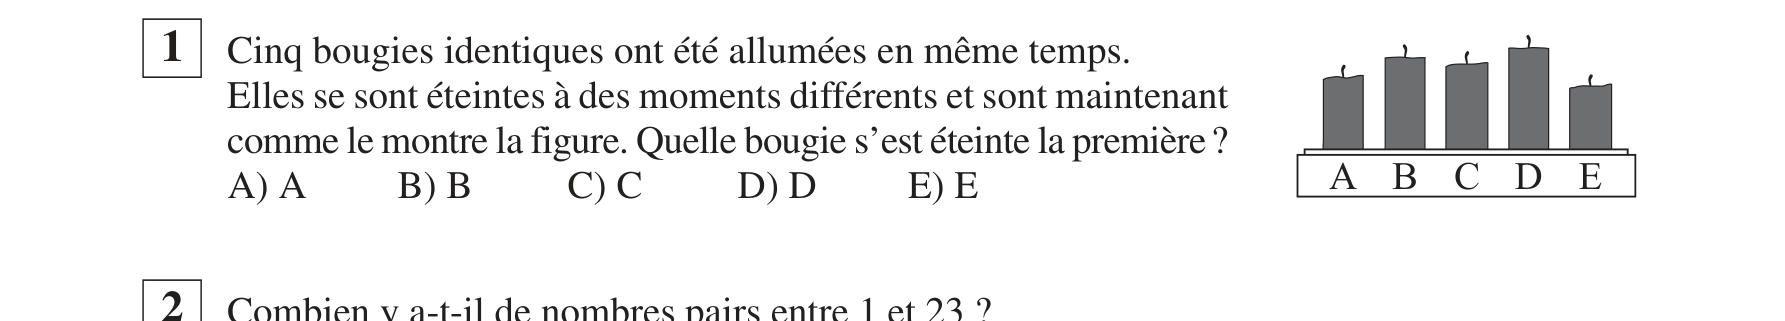 1
Cinq bougies identiques ont été allumées en même temps.
Elles se sont éteintes à des moments différents et sont maintenant
comme le montre la figure. Quelle bougie s'est éteinte la première ?
A) A B) B C) C D) D E) E
A B C D E
2
Combien y a-t-il de nombres pairs entre 1 et 23 ?